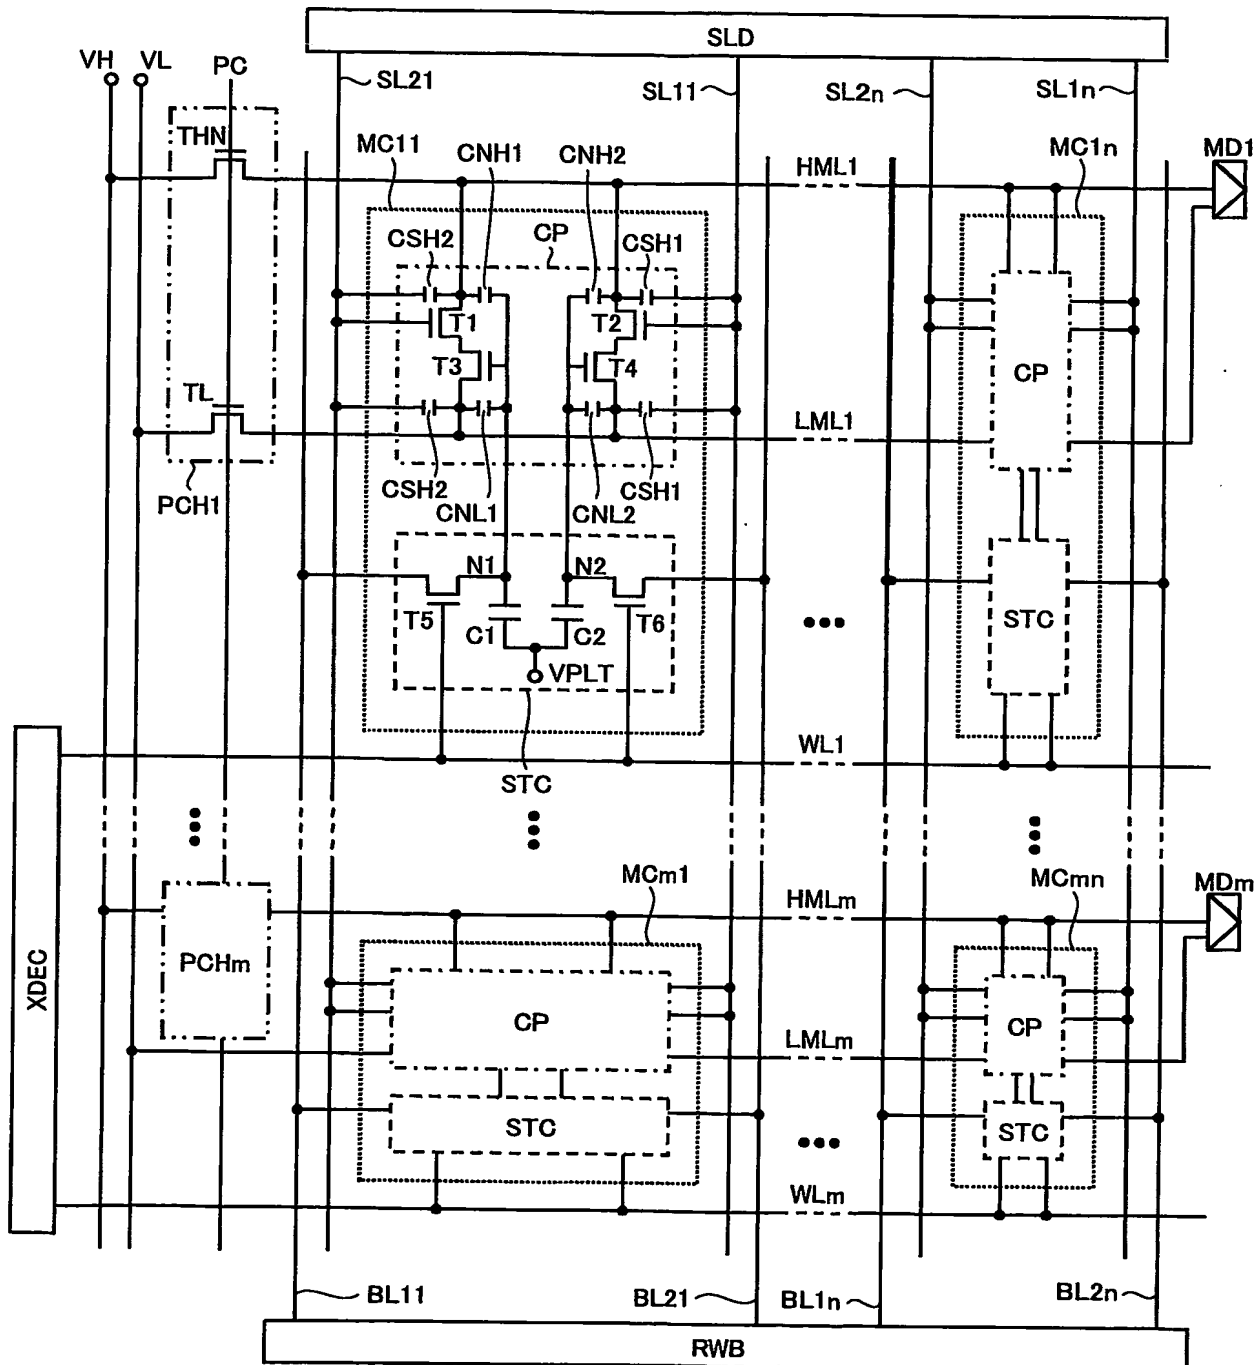 SLD
VH VL PC SL21 SL11 SL2n SL1n
THN MC11 CNH1 CNH2 HML1 MC1n MD1
CSH2 CP CSH1
T1 T2
T3 T4 CP
TL
LML1
PCH1 CSH2 CNL1 CNL2 CSH1
N1 N2
T5 C1 C2 T6 ••• STC
VPLT
WL1
STC
XDEC
MCm1 HMLm MCmn MDm
PCHm
CP CP
LMLm
STC ••• STC
WLm
BL11 BL21 BL1n BL2n
RWB